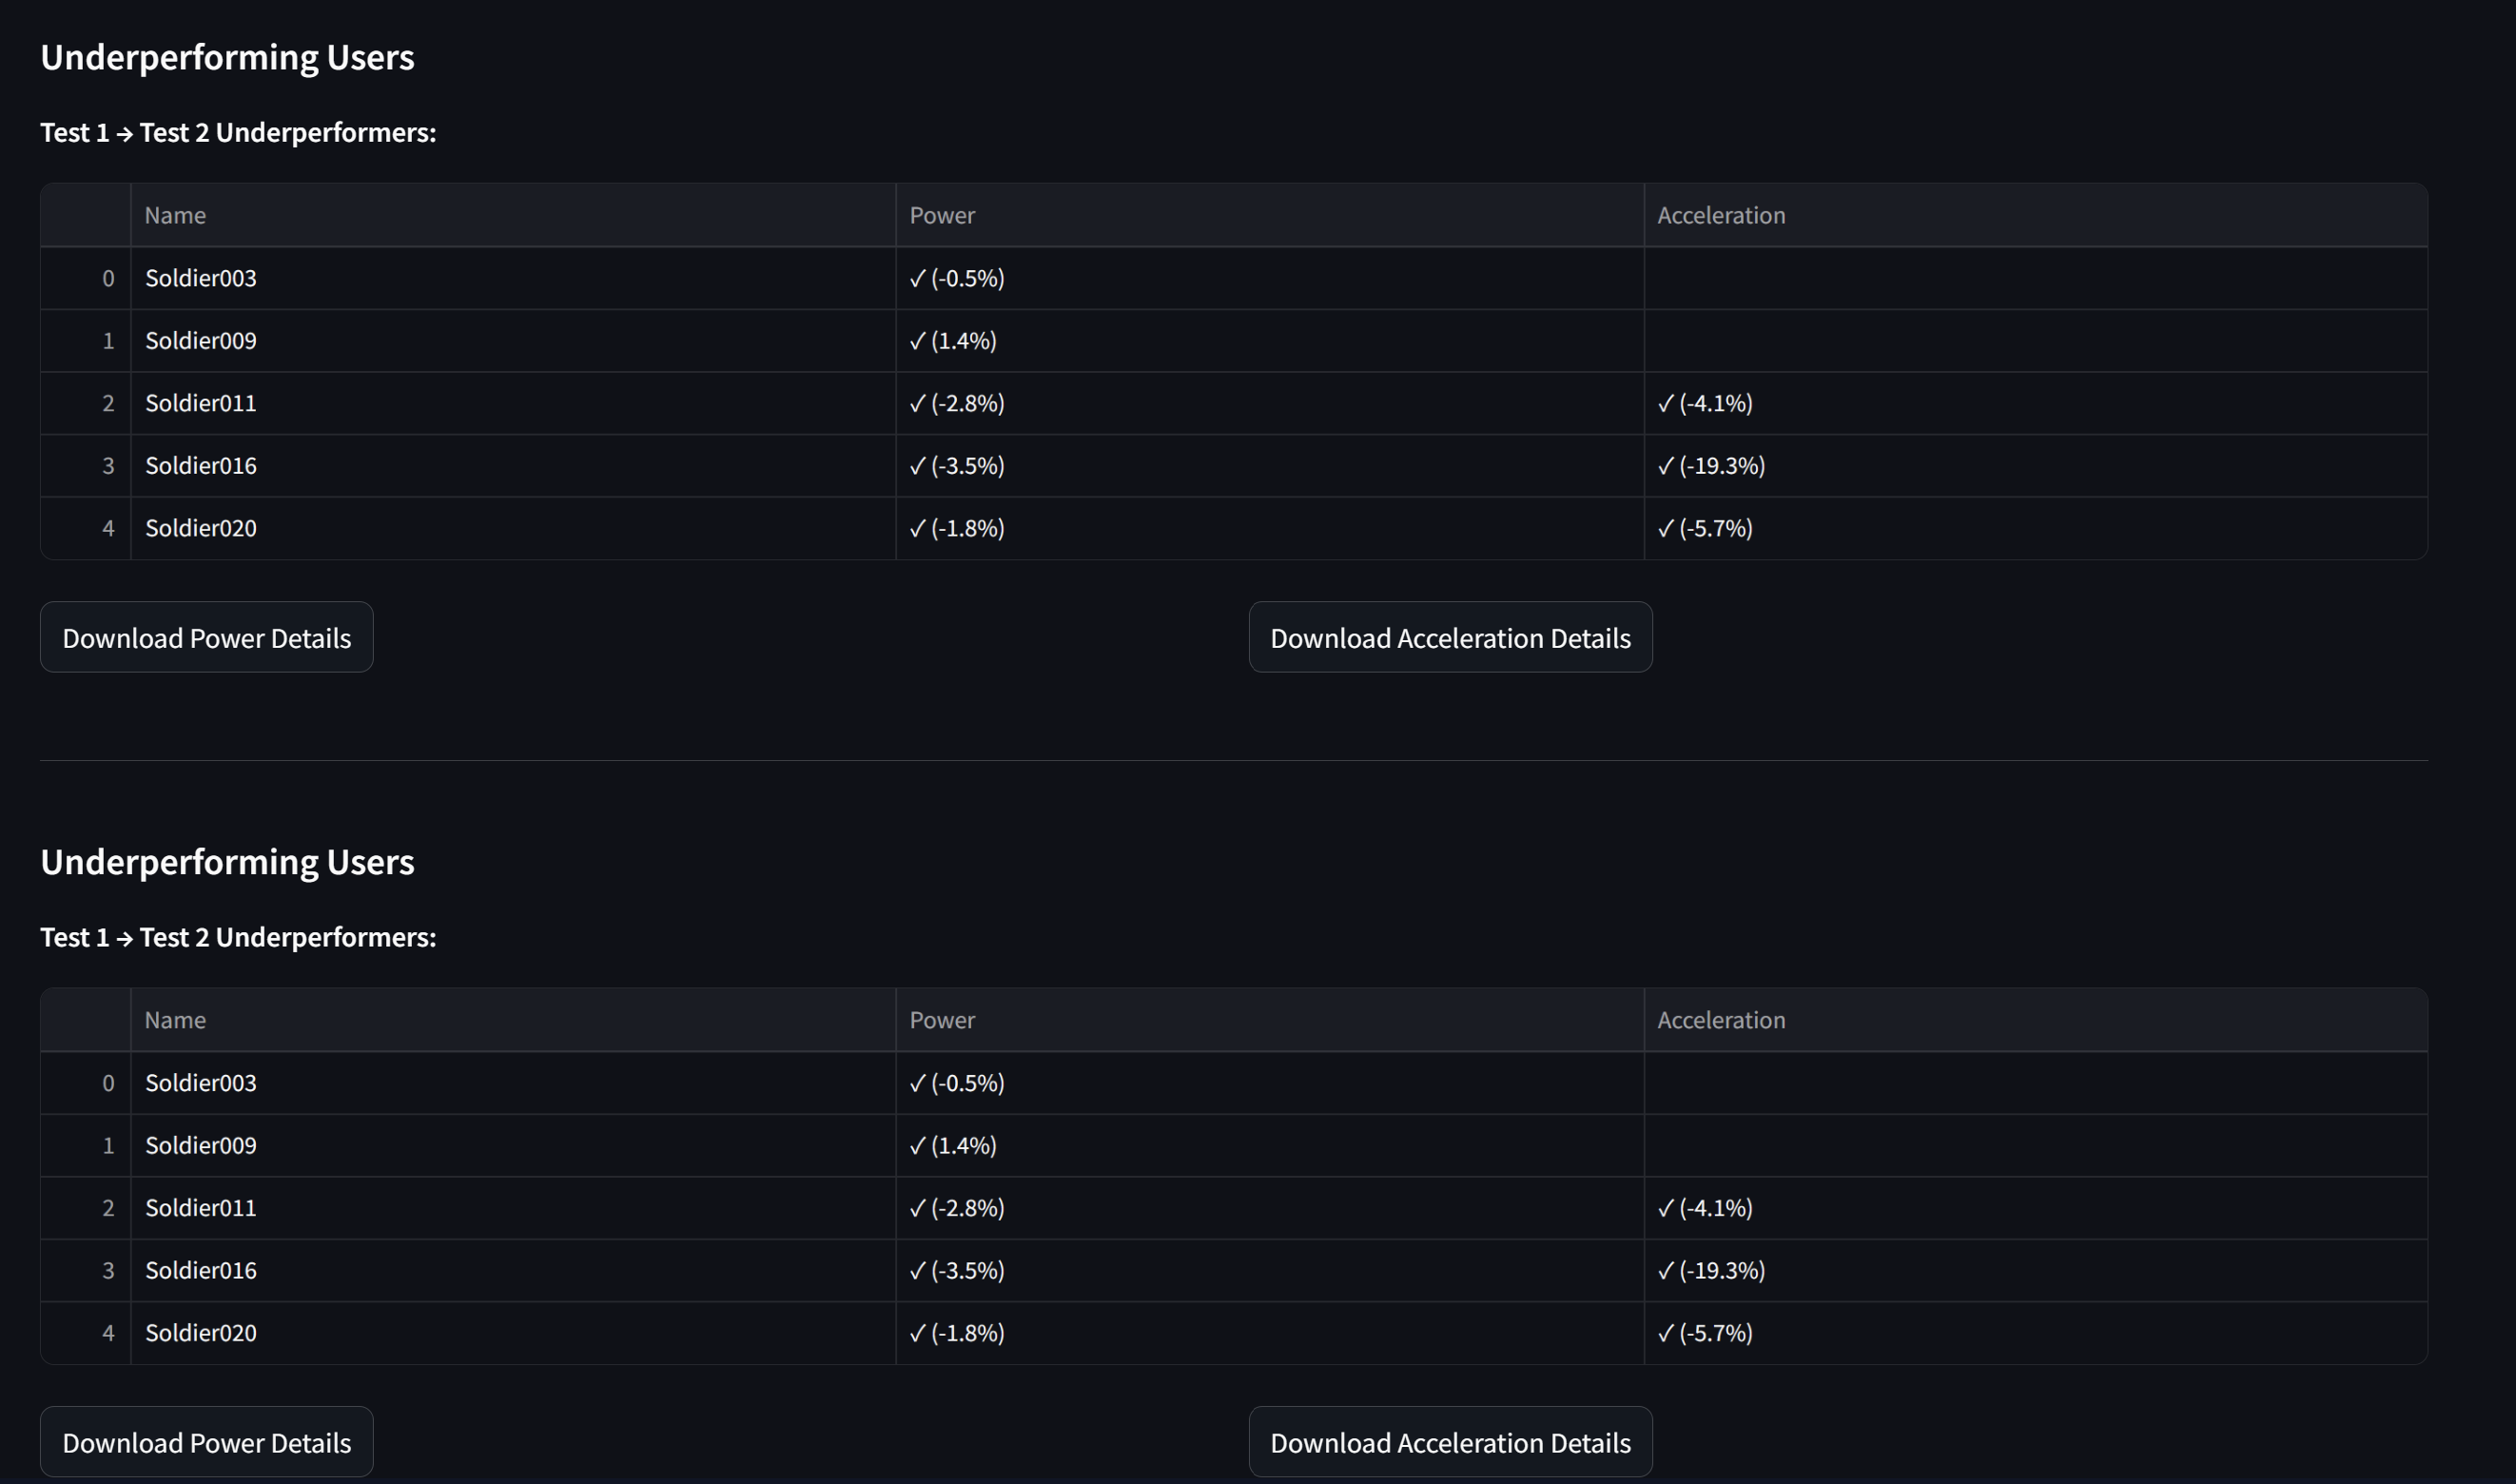 Underperforming Users
Test 1 → Test 2 Underperformers:
Name Power Acceleration
0 Soldier003 ✓ (-0.5%)
1 Soldier009 ✓ (1.4%)
2 Soldier011 ✓ (-2.8%) ✓ (-4.1%)
3 Soldier016 ✓ (-3.5%) ✓ (-19.3%)
4 Soldier020 ✓ (-1.8%) ✓ (-5.7%)
Download Power Details Download Acceleration Details
Underperforming Users
Test 1 → Test 2 Underperformers:
Name Power Acceleration
0 Soldier003 ✓ (-0.5%)
1 Soldier009 ✓ (1.4%)
2 Soldier011 ✓ (-2.8%) ✓ (-4.1%)
3 Soldier016 ✓ (-3.5%) ✓ (-19.3%)
4 Soldier020 ✓ (-1.8%) ✓ (-5.7%)
Download Power Details Download Acceleration Details